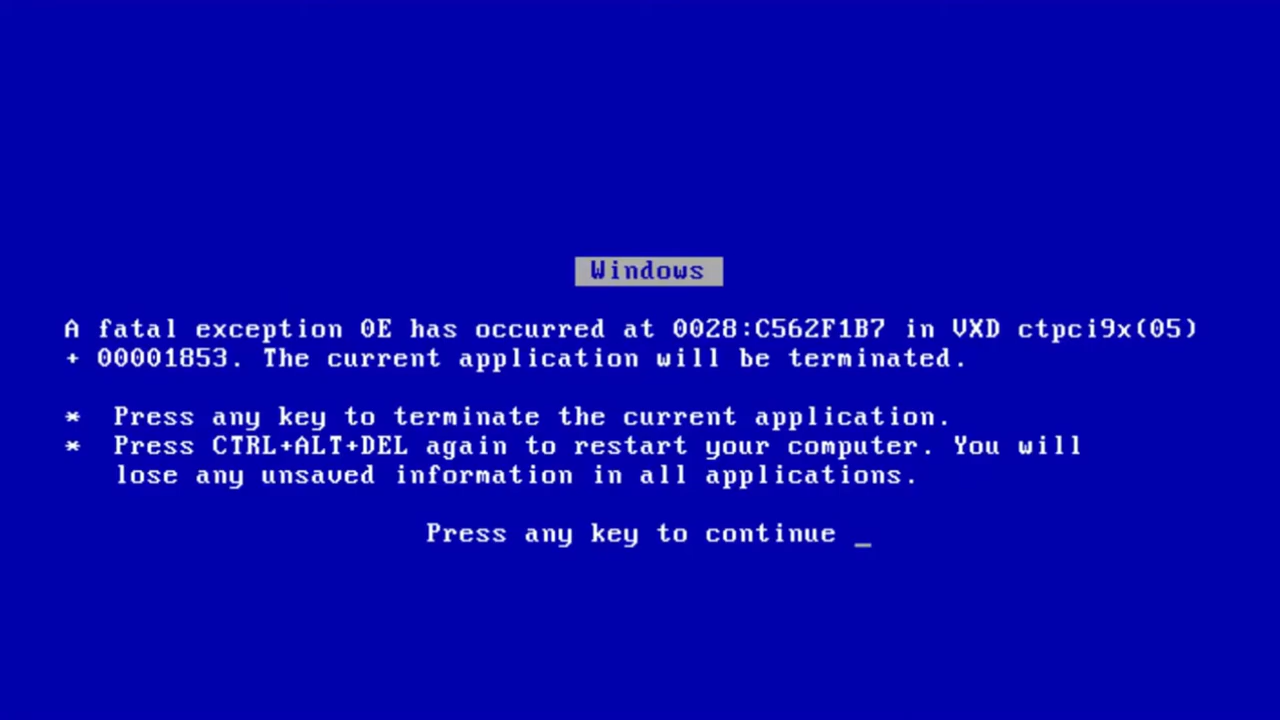 Windows
A fatal exception 0E has occurred at 0028:C562F1B7 in VXD ctpci9x(05)
+ 00001853. The current application will be terminated.
* Press any key to terminate the current application.
* Press CTRL+ALT+DEL again to restart your computer. You will
lose any unsaved information in all applications.
Press any key to continue _